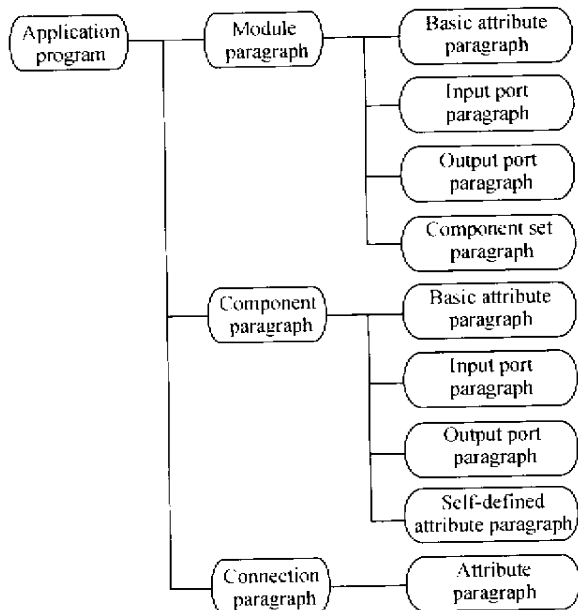 Application
program
Module
paragraph
Basic attribute
paragraph
Input port
paragraph
Output port
paragraph
Component set
paragraph
Component
paragraph
Basic attribute
paragraph
Input port
paragraph
Output port
paragraph
Self-defined
attribute paragraph
Connection
paragraph
Attribute
paragraph